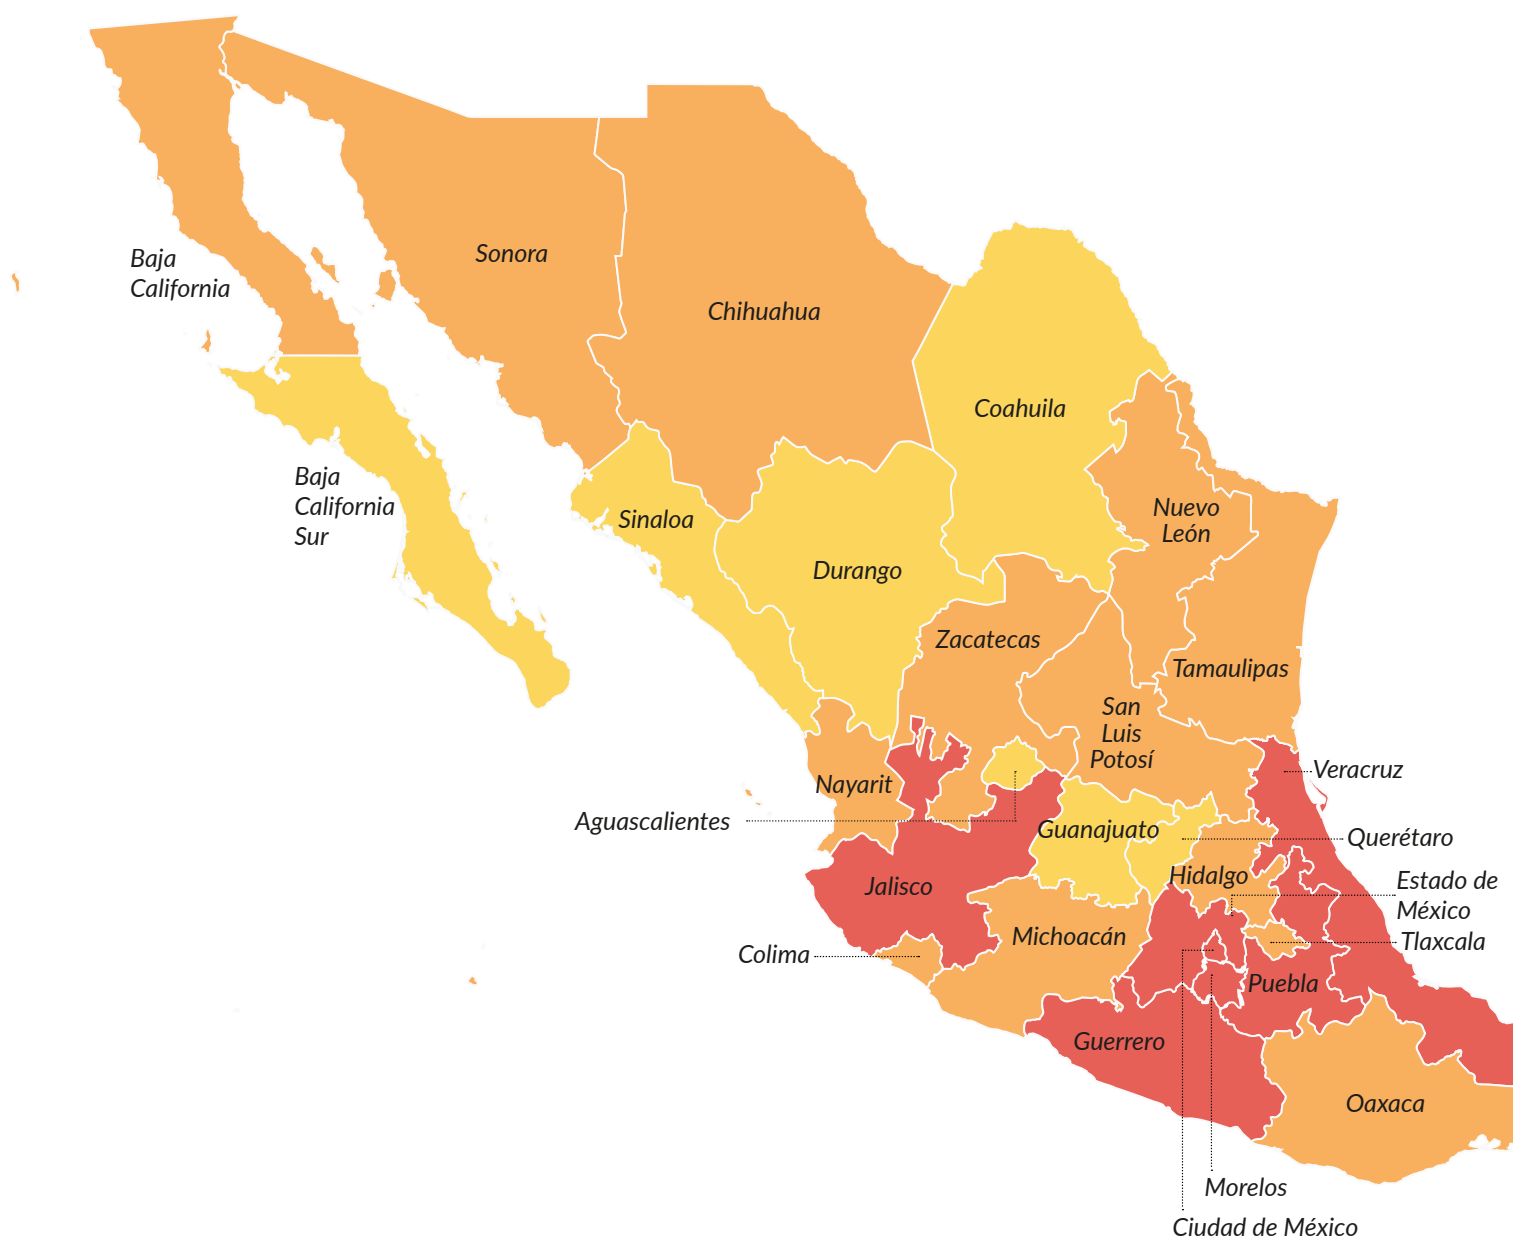 Baja
California
Sonora
Chihuahua
Coahuila
Baja
California
Sur
Sinaloa
Nuevo
León
Durango
Zacatecas
Tamaulipas
San
Luis
Potosí
Nayarit
Veracruz
Aguascalientes
Guanajuato
Querétaro
Jalisco
Hidalgo
Estado de
México
Michoacán
Tlaxcala
Colima
Puebla
Guerrero
Oaxaca
Morelos
Ciudad de México